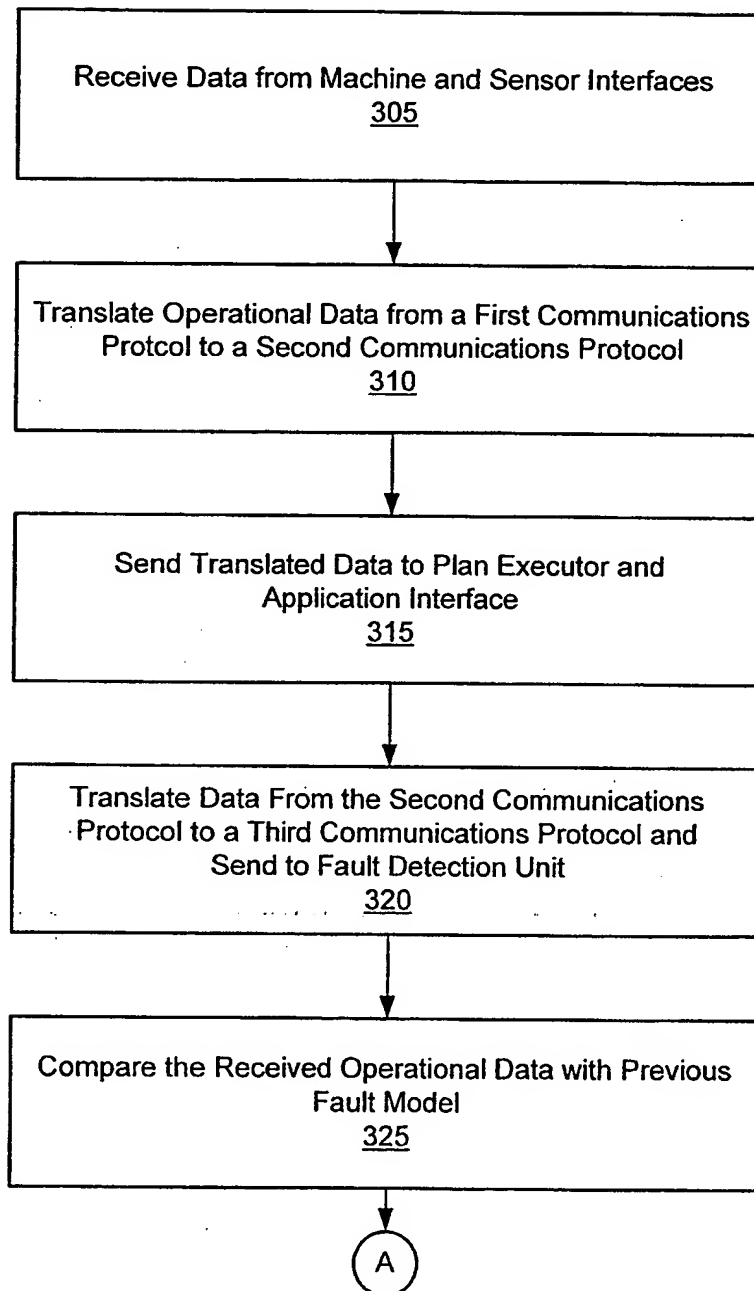 Receive Data from Machine and Sensor Interfaces
305
Translate Operational Data from a First Communications
Protcol to a Second Communications Protocol
310
Send Translated Data to Plan Executor and
Application Interface
315
Translate Data From the Second Communications
Protocol to a Third Communications Protocol and
Send to Fault Detection Unit
320
Compare the Received Operational Data with Previous
Fault Model
325
A